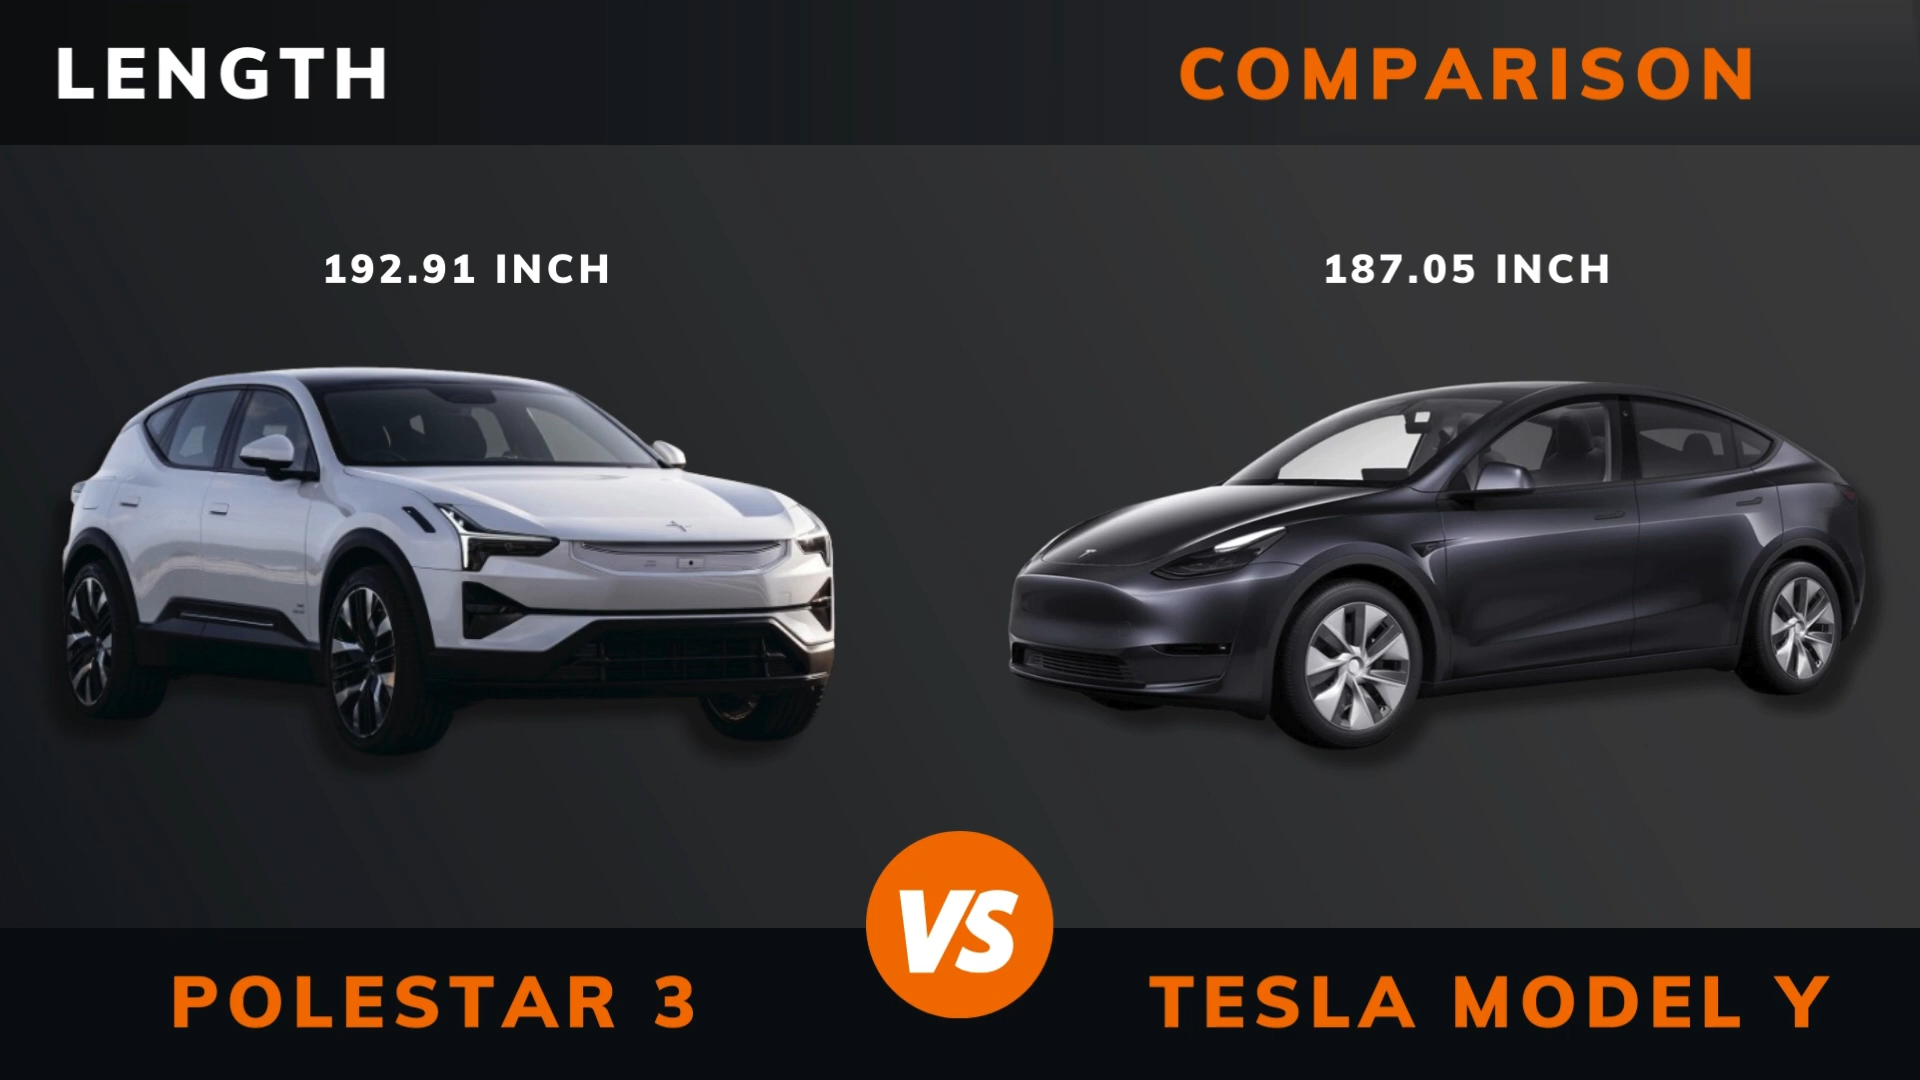 LENGTH COMPARISON
192.91 INCH
187.05 INCH
VS
POLESTAR 3
TESLA MODEL Y